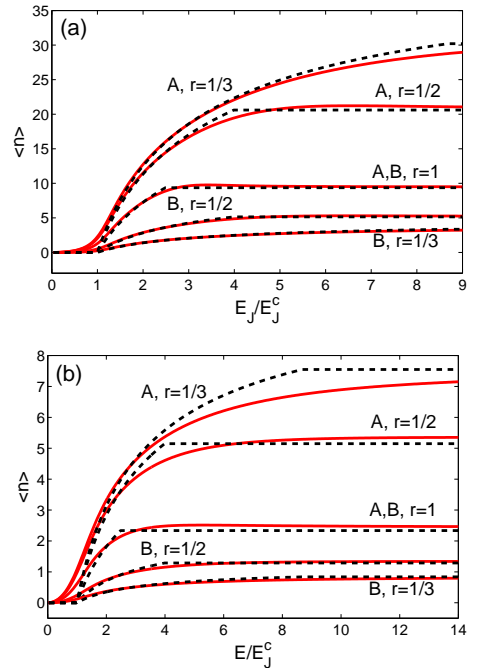 (a)
35
30
25
20
15
10
5
0
<n>
A, r=1/3
A, r=1/2
A,B, r=1
B, r=1/2
B, r=1/3
0 1 2 3 4 5 6 7 8 9
E_J/E_J^c
(b)
8
7
6
5
4
3
2
1
0
<n>
A, r=1/3
A, r=1/2
A,B, r=1
B, r=1/2
B, r=1/3
0 2 4 6 8 10 12 14
E/E_J^c